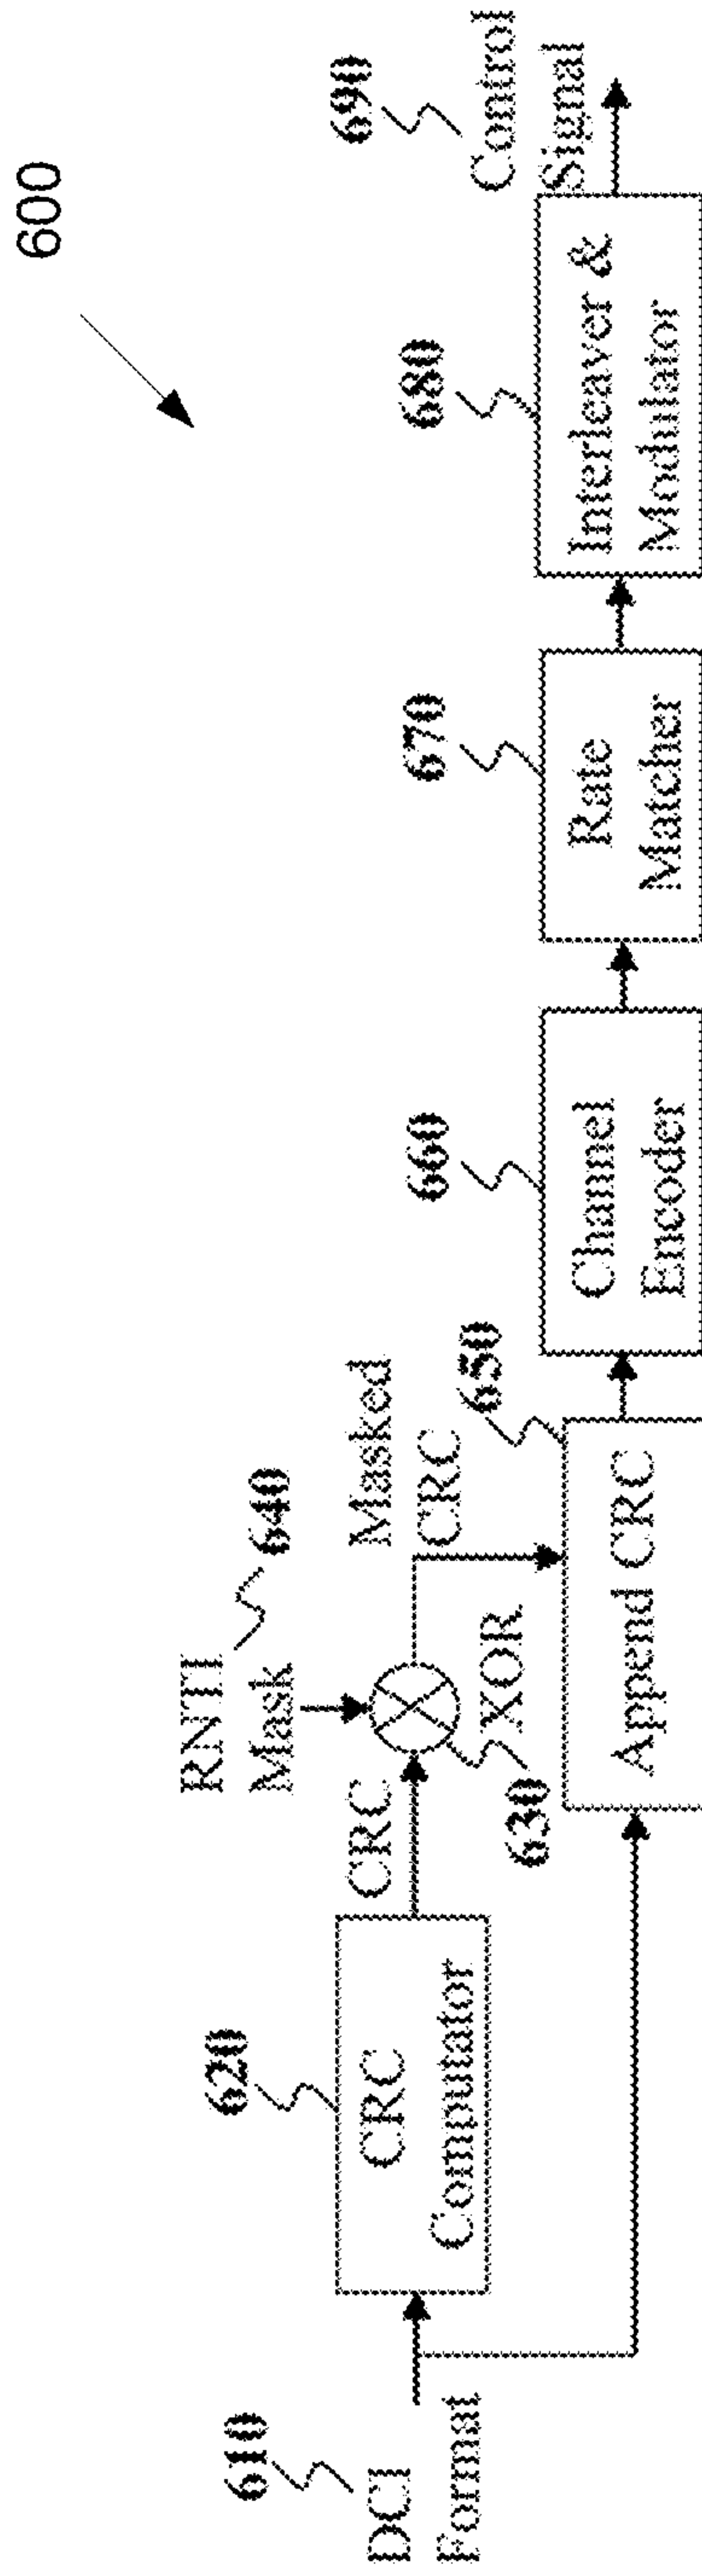 600
610
DCI
Format
620
CRC
Computator
CRC
630
XOR
RNTI
Mask
640
Masked
CRC
650
Append CRC
660
Channel
Encoder
670
Rate
Matcher
680
Interleaver &
Modulator
690
Control
Signal